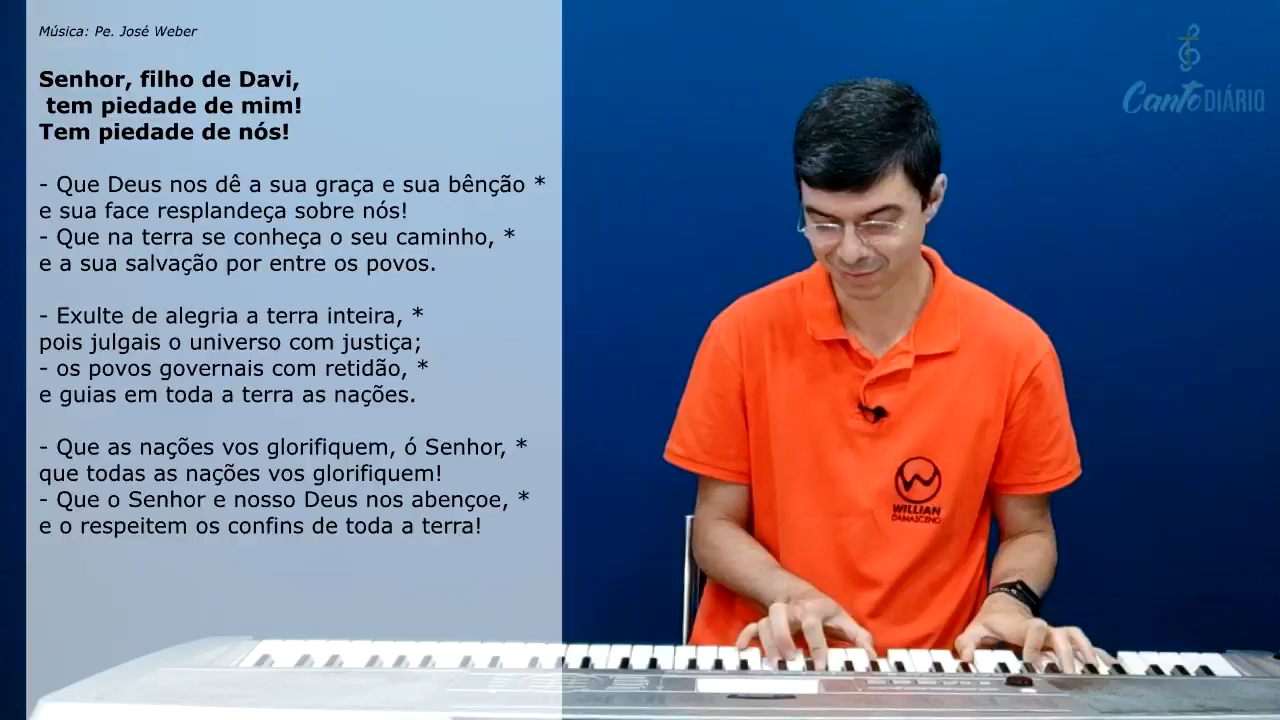 Música: Pe. José Weber
Senhor, filho de Davi,
tem piedade de mim!
Tem piedade de nós!
- Que Deus nos dê a sua graça e sua bênção *
e sua face resplandeça sobre nós!
- Que na terra se conheça o seu caminho, *
e a sua salvação por entre os povos.
- Exulte de alegria a terra inteira, *
pois julgais o universo com justiça;
- os povos governais com retidão, *
e guias em toda a terra as nações.
- Que as nações vos glorifiquem, ó Senhor, *
que todas as nações vos glorifiquem!
- Que o Senhor e nosso Deus nos abençoe, *
e o respeitem os confins de toda a terra!
Canto DIÁRIO
WILLIAN
DAMASCENO